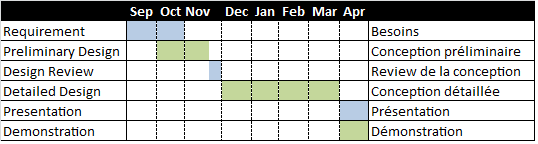 Sep Oct Nov Dec Jan Feb Mar Apr
Requirement Besoins
Preliminary Design Conception préliminaire
Design Review Review de la conception
Detailed Design Conception détaillée
Presentation Présentation
Demonstration Démonstration